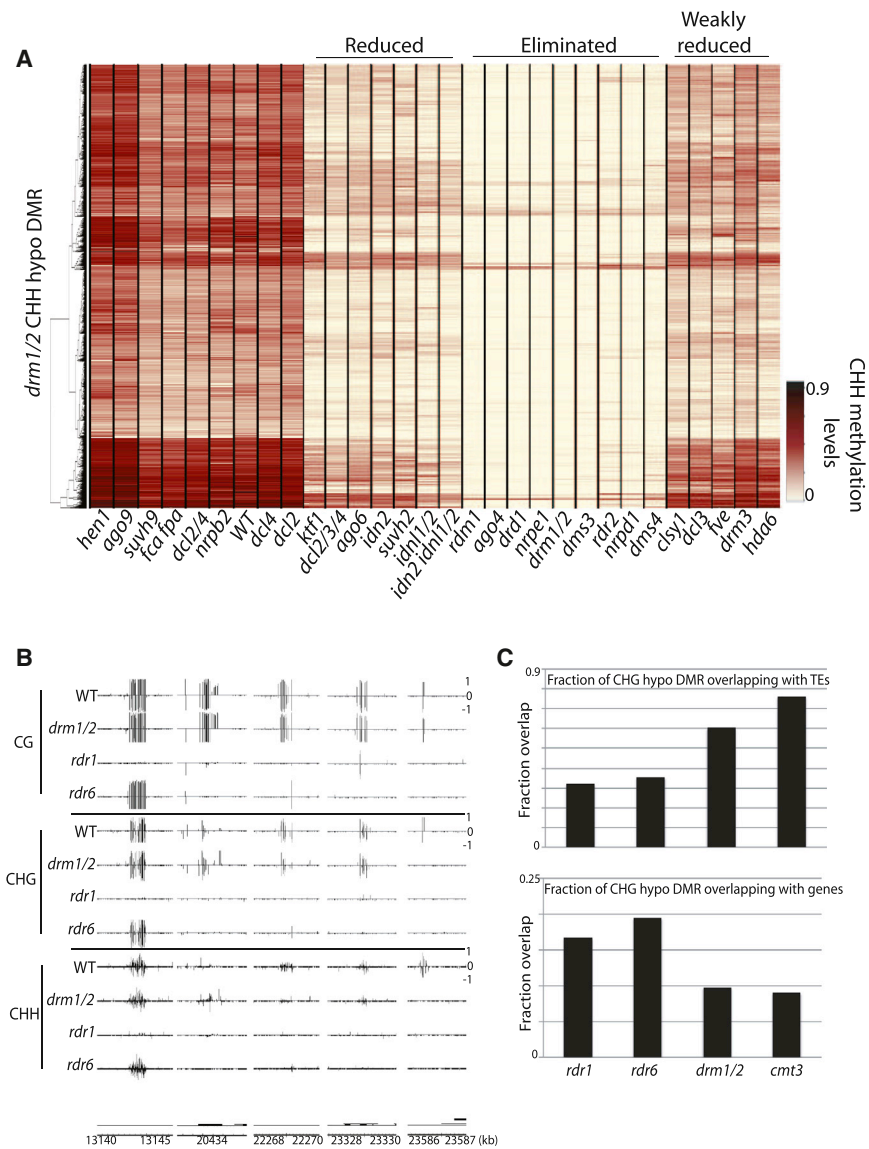 A
Reduced
Eliminated
Weakly
reduced
drm1/2 CHH hypo DMR
0.9
0
CHH methylation
levels
hen1
ago9
suvh9
fca fpa
dcl2/4
nrpb2
WT
dcl4
dcl2
ktf1
dcl2/3/4
ago6
idn2
suvh2
idnl1/2
idn2 idnl1/2
rdm1
ago4
drd1
nrpe1
drm1/2
dms3
rdr2
nrpd1
dms4
clsy1
dcl3
fve
drm3
hda6
B
CG
WT
drm1/2
rdr1
rdr6
1
0
-1
CHG
WT
drm1/2
rdr1
rdr6
1
0
-1
CHH
WT
drm1/2
rdr1
rdr6
1
0
-1
13140
13145
20434
22268
22270
23328
23330
23586
23587 (kb)
C
0.9
Fraction of CHG hypo DMR overlapping with TEs
Fraction overlap
0
0.25
Fraction of CHG hypo DMR overlapping with genes
Fraction overlap
0
rdr1
rdr6
drm1/2
cmt3